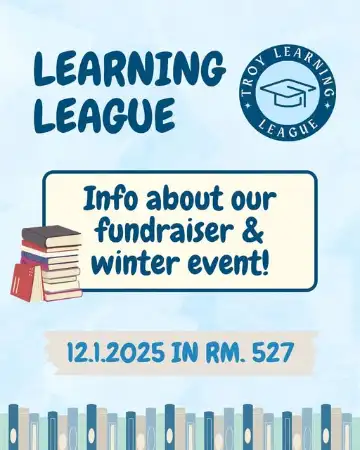 LEARNING
LEAGUE
TROY LEARNING
LEAGUE
Info about our
fundraiser &
winter event!
12.1.2025 IN RM. 527